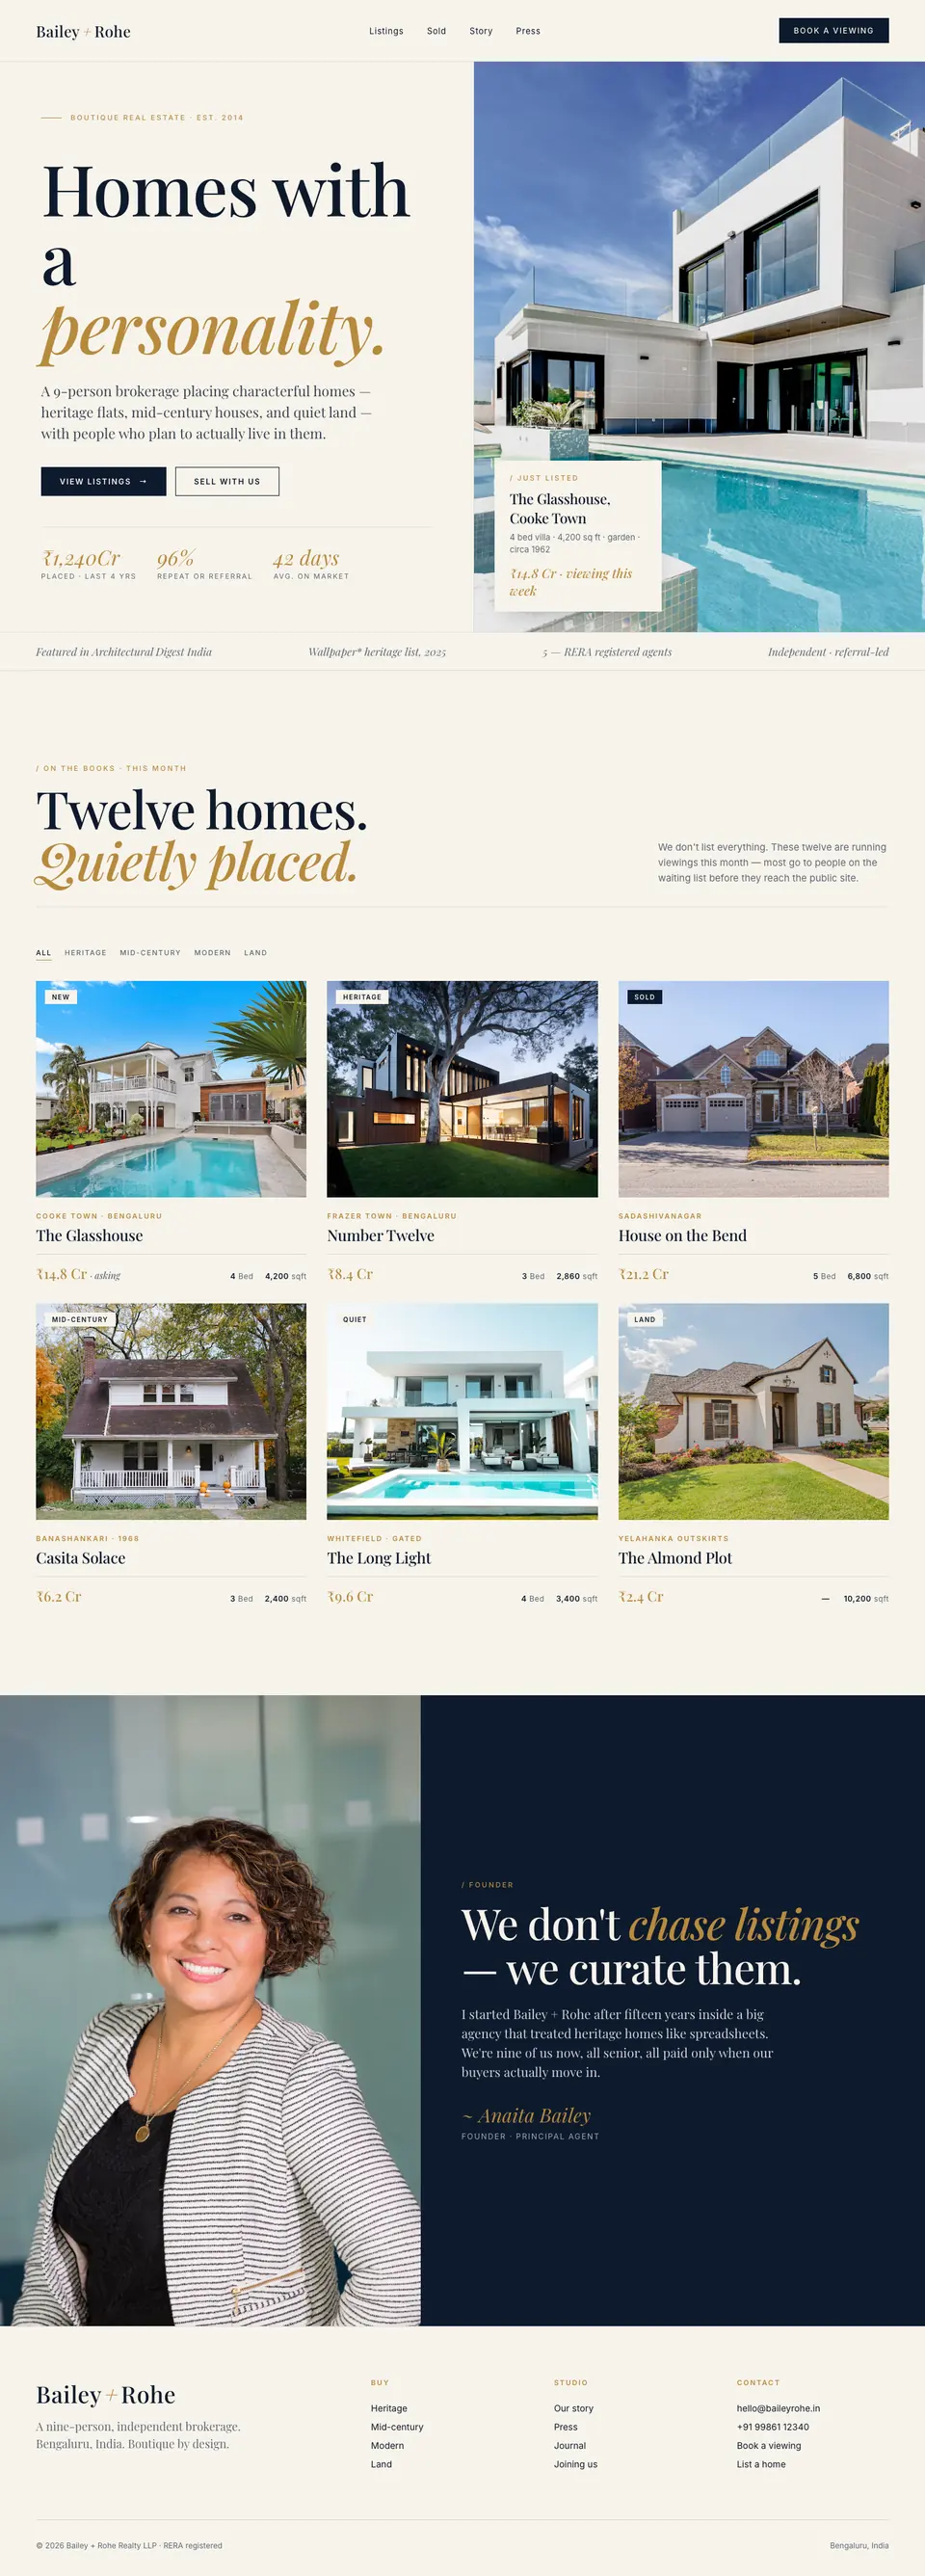 Bailey + Rohe
Listings
Sold
Story
Press
BOOK A VIEWING
BOUTIQUE REAL ESTATE · EST. 2014
Homes with
a
personality.
A 9-person brokerage placing characterful homes —
heritage flats, mid-century houses, and quiet land —
with people who plan to actually live in them.
VIEW LISTINGS →
SELL WITH US
₹1,240Cr
PLACED · LAST 4 YRS
96%
REPEAT OR REFERRAL
42 days
AVG. ON MARKET
/ JUST LISTED
The Glasshouse,
Cooke Town
4 bed villa · 4,200 sq ft · garden ·
circa 1962
₹14.8 Cr · viewing this
week
Featured in Architectural Digest India
Wallpaper* heritage list, 2025
5 — RERA registered agents
Independent · referral-led
/ ON THE BOOKS · THIS MONTH
Twelve homes.
Quietly placed.
We don't list everything. These twelve are running
viewings this month — most go to people on the
waiting list before they reach the public site.
ALL
HERITAGE
MID-CENTURY
MODERN
LAND
NEW
COOKE TOWN · BENGALURU
The Glasshouse
₹14.8 Cr · asking
4 Bed 4,200 sqft
HERITAGE
FRAZER TOWN · BENGALURU
Number Twelve
₹8.4 Cr
3 Bed 2,860 sqft
SOLD
SADASHIVANAGAR
House on the Bend
₹21.2 Cr
5 Bed 6,800 sqft
MID-CENTURY
BANASHANKARI · 1968
Casita Solace
₹6.2 Cr
3 Bed 2,400 sqft
QUIET
WHITEFIELD · GATED
The Long Light
₹9.6 Cr
4 Bed 3,400 sqft
LAND
YELAHANKA OUTSKIRTS
The Almond Plot
₹2.4 Cr
— 10,200 sqft
/ FOUNDER
We don't chase listings
— we curate them.
I started Bailey + Rohe after fifteen years inside a big
agency that treated heritage homes like spreadsheets.
We're nine of us now, all senior, all paid only when our
buyers actually move in.
~ Anaita Bailey
FOUNDER · PRINCIPAL AGENT
Bailey + Rohe
A nine-person, independent brokerage.
Bengaluru, India. Boutique by design.
BUY
Heritage
Mid-century
Modern
Land
STUDIO
Our story
Press
Journal
Joining us
CONTACT
hello@baileyrohe.in
+91 99861 12340
Book a viewing
List a home
© 2026 Bailey + Rohe Realty LLP · RERA registered
Bengaluru, India